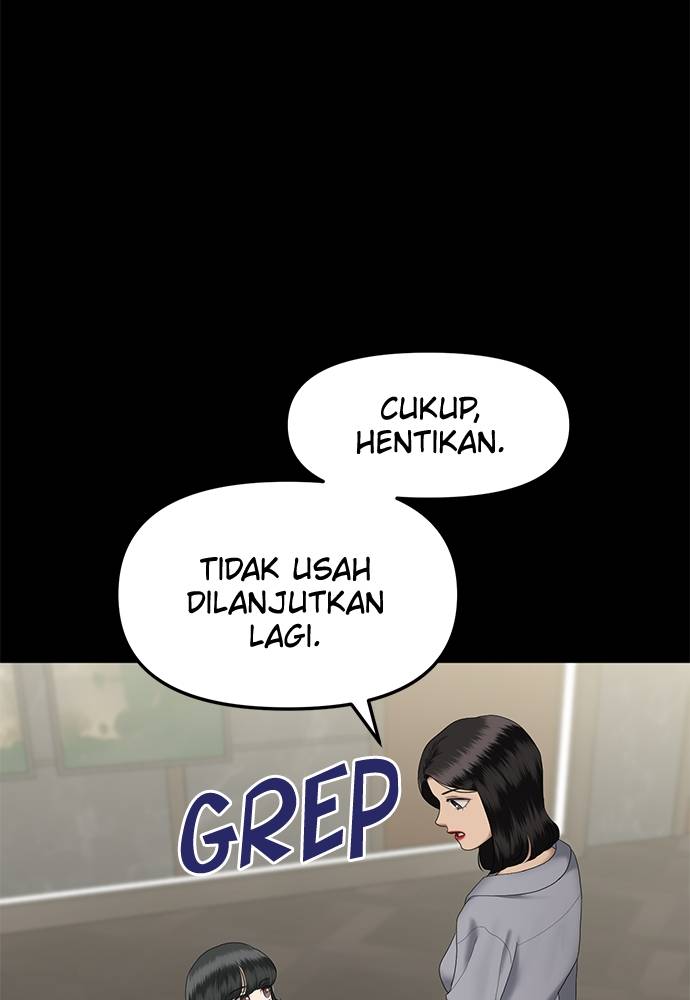 CUKUP,
HENTIKAN.
TIDAK USAH
DILANJUTKAN
LAGI.
GREP